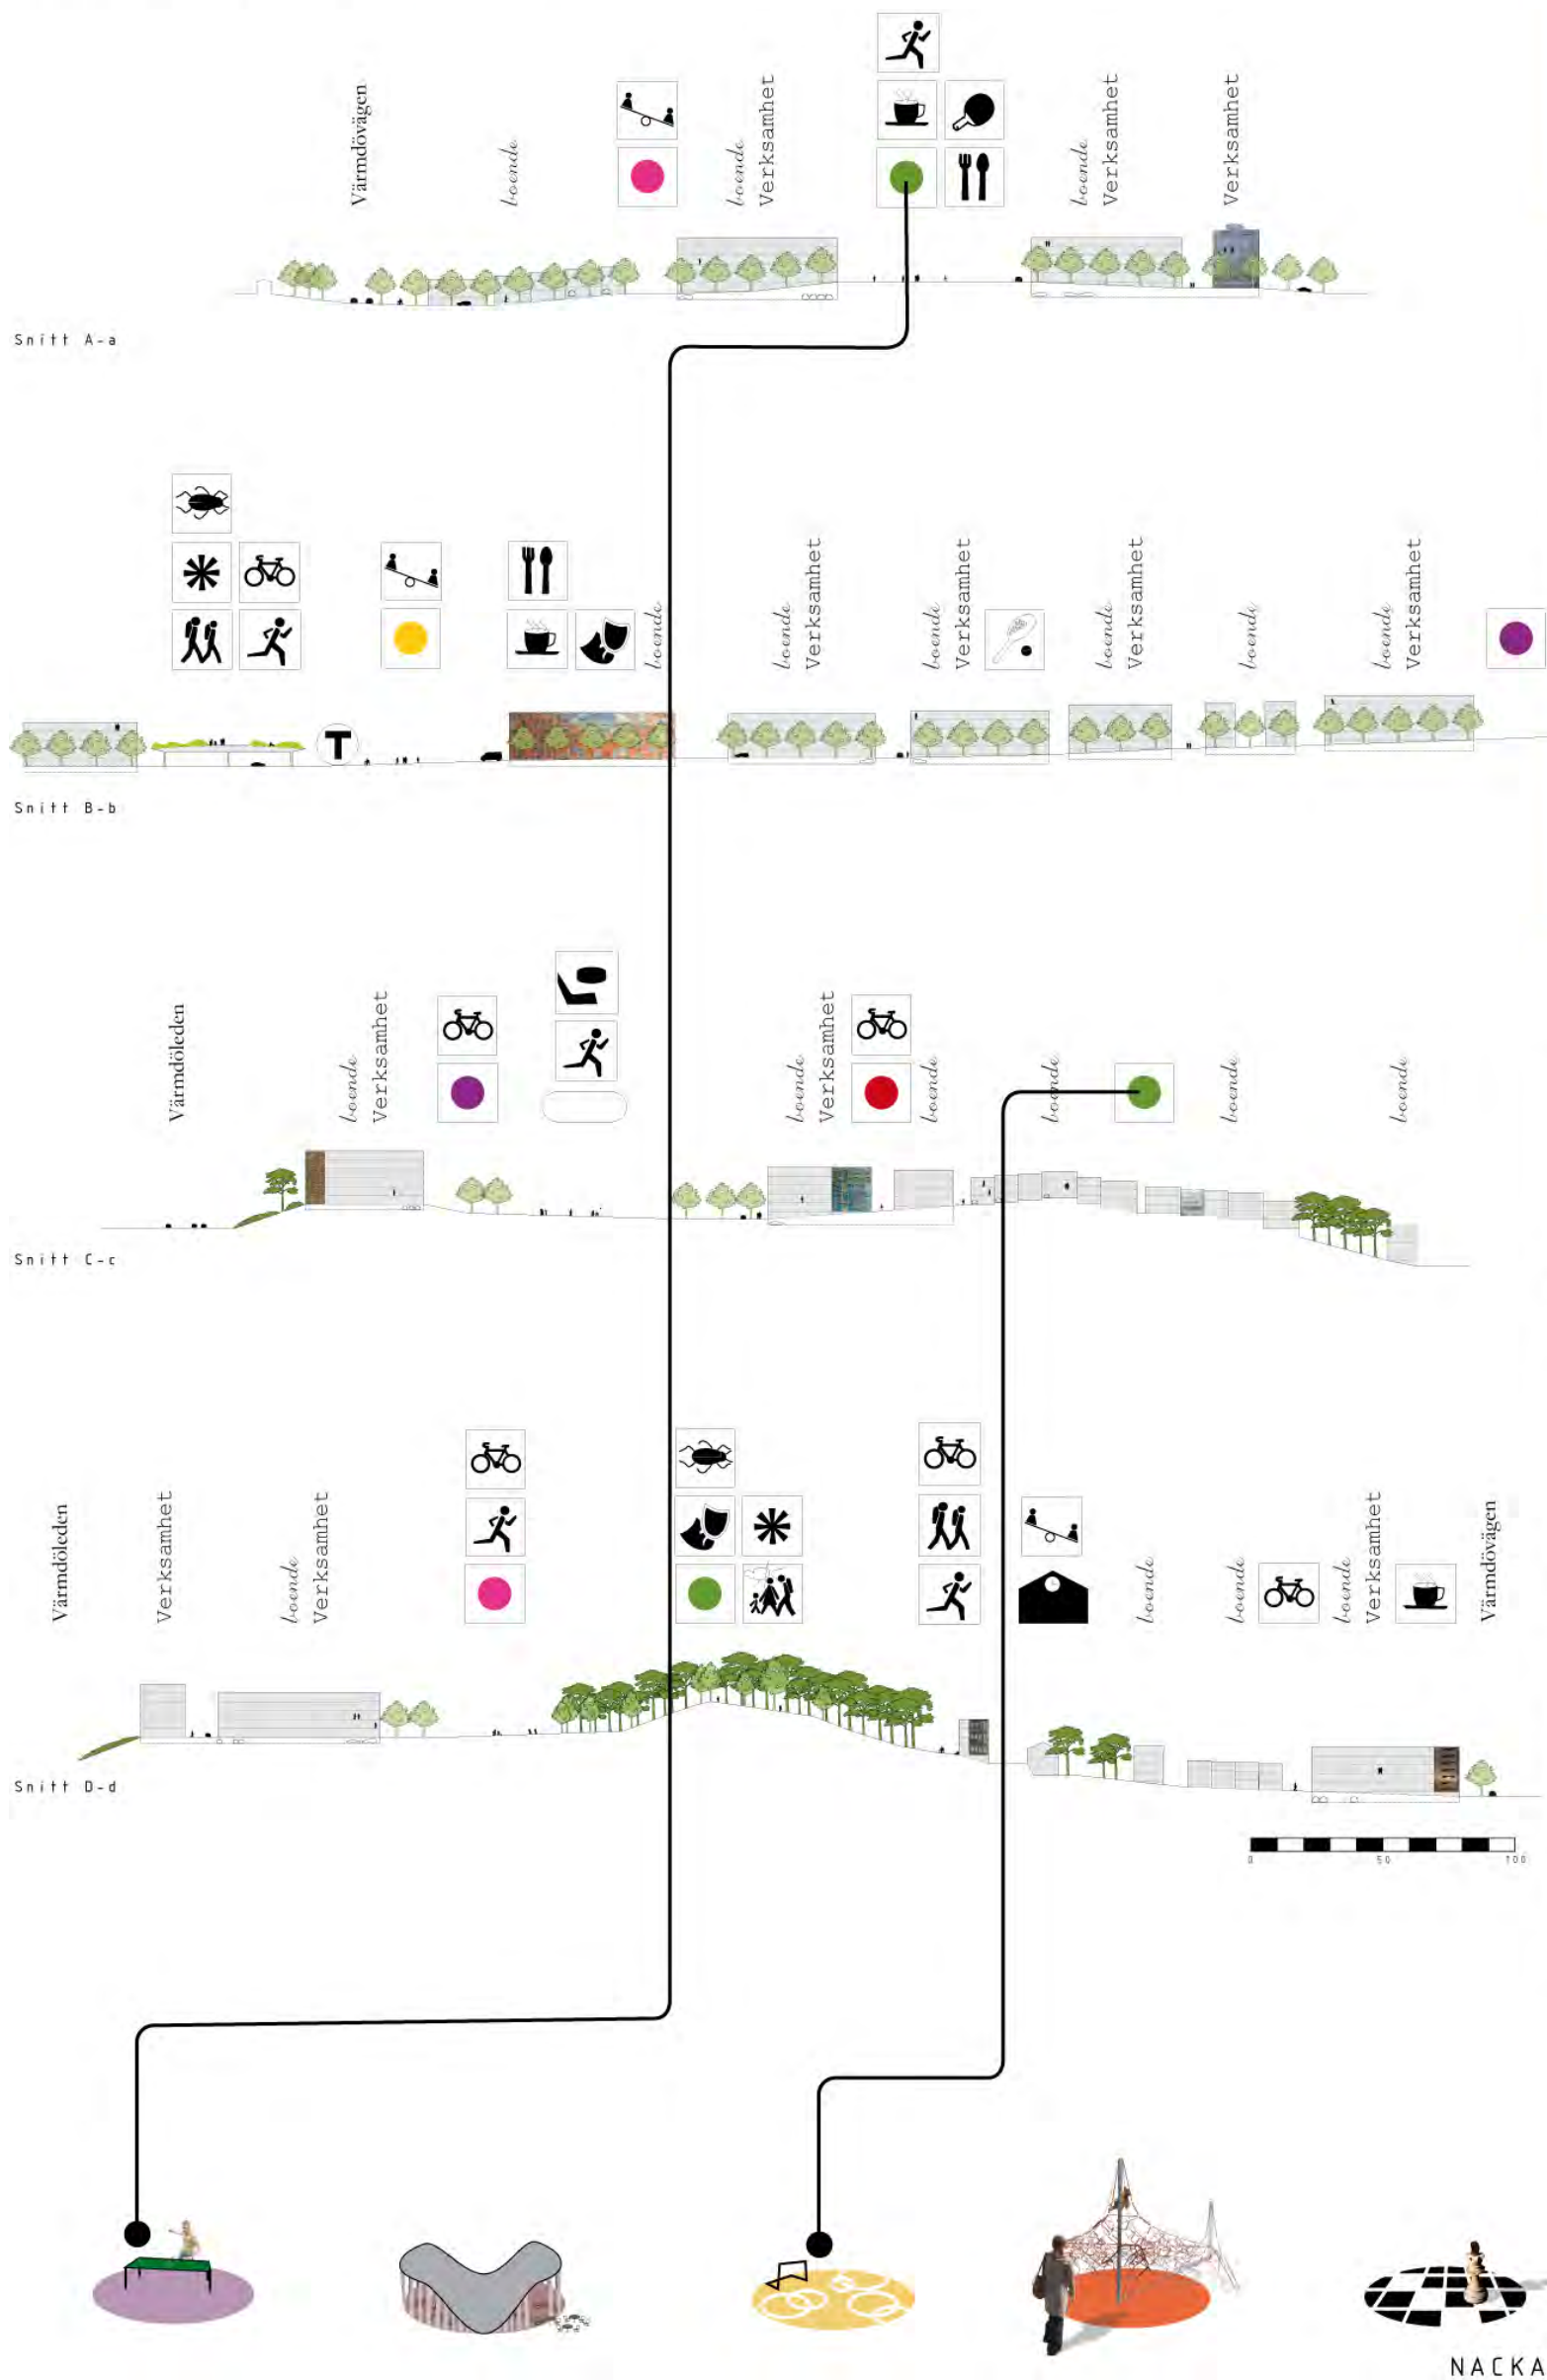 Värmdövägen
boende
boende
Verksamhet
boende
Verksamhet
Verksamhet
Snitt A-a
T
boende
boende
Verksamhet
boende
Verksamhet
boende
Verksamhet
boende
boende
Verksamhet
Snitt B-b
Värmdöleden
boende
Verksamhet
boende
Verksamhet
boende
boende
boende
boende
Snitt C-c
Värmdöleden
Verksamhet
boende
Verksamhet
boende
boende
boende
Verksamhet
Värmdövägen
Snitt D-d
0 50 100
NACKA